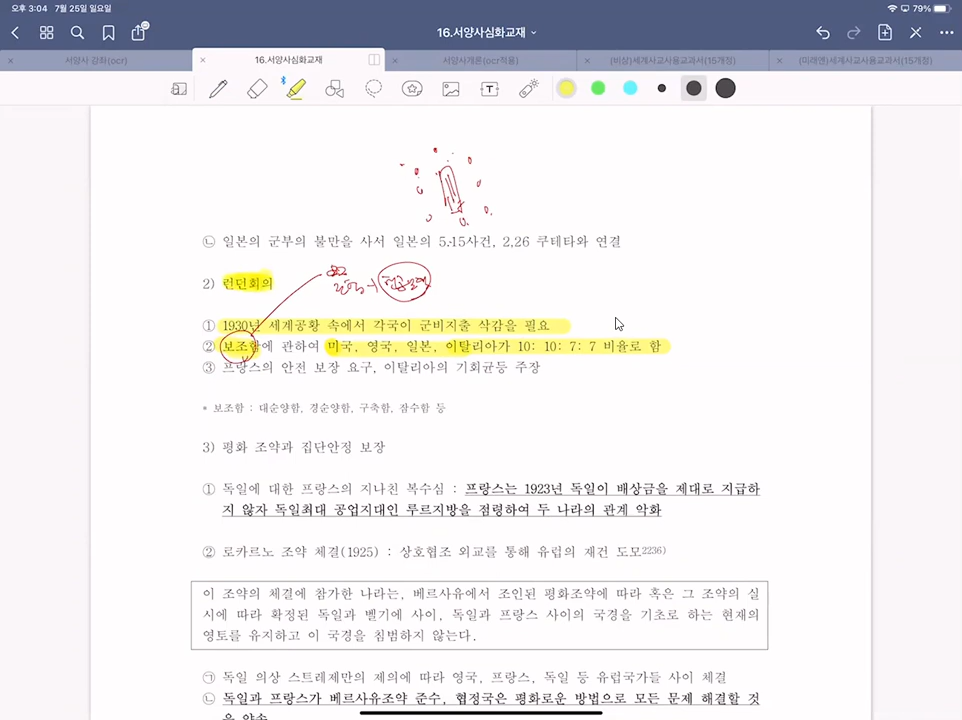 오후 3:04 7월 25일 일요일 79%
16.서양사심화교재
서양사 강좌(ocr) 16.서양사심화교재 서양사개론(ocr적용) (비상)세계사교사용교과서(15개정) (미래엔)세계사교사용교과서(15개정)
㉡ 일본의 군부의 불만을 사서 일본의 5.15사건, 2.26 쿠테타와 연결
2) 런던회의
① 1930년 세계공황 속에서 각국이 군비지출 삭감을 필요
② 보조함에 관하여 미국, 영국, 일본, 이탈리아가 10: 10: 7: 7 비율로 함
③ 프랑스의 안전 보장 요구, 이탈리아의 기회균등 주장
* 보조함 : 대순양함, 경순양함, 구축함, 잠수함 등
3) 평화 조약과 집단안정 보장
① 독일에 대한 프랑스의 지나친 복수심 : 프랑스는 1923년 독일이 배상금을 제대로 지급하
지 않자 독일최대 공업지대인 루르지방을 점령하여 두 나라의 관계 악화
② 로카르노 조약 체결(1925) : 상호협조 외교를 통해 유럽의 재건 도모2236)
이 조약의 체결에 참가한 나라는, 베르사유에서 조인된 평화조약에 따라 혹은 그 조약의 실
시에 따라 확정된 독일과 벨기에 사이, 독일과 프랑스 사이의 국경을 기초로 하는 현재의
영토를 유지하고 이 국경을 침범하지 않는다.
㉠ 독일 의상 스트레제만의 제의에 따라 영국, 프랑스, 독일 등 유럽국가들 사이 체결
㉡ 독일과 프랑스가 베르사유조약 준수, 협정국은 평화로운 방법으로 모든 문제 해결할 것
을 약속